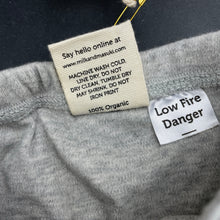 Say hello online at
www.milkandmasuki.com
MACHINE WASH COLD,
LINE DRY, DO NOT
DRY CLEAN, TUMBLE DRY
MAY SHRINK, DO NOT
IRON PRINT
100% Organic
Low Fire
Danger